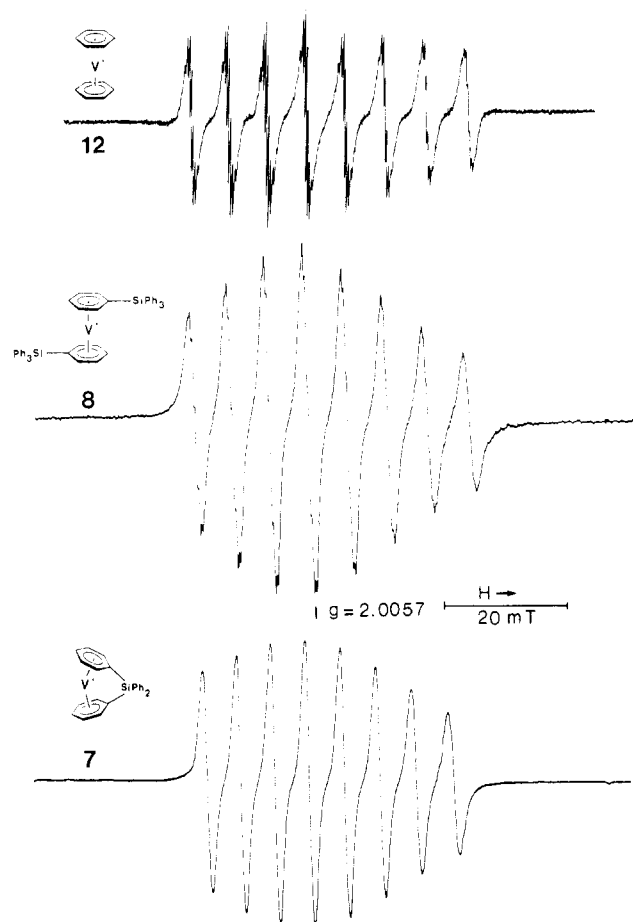 V·
12
SiPh₃
V·
Ph₃Si
8
H →
| g = 2.0057
20 mT
V·
SiPh₂
7